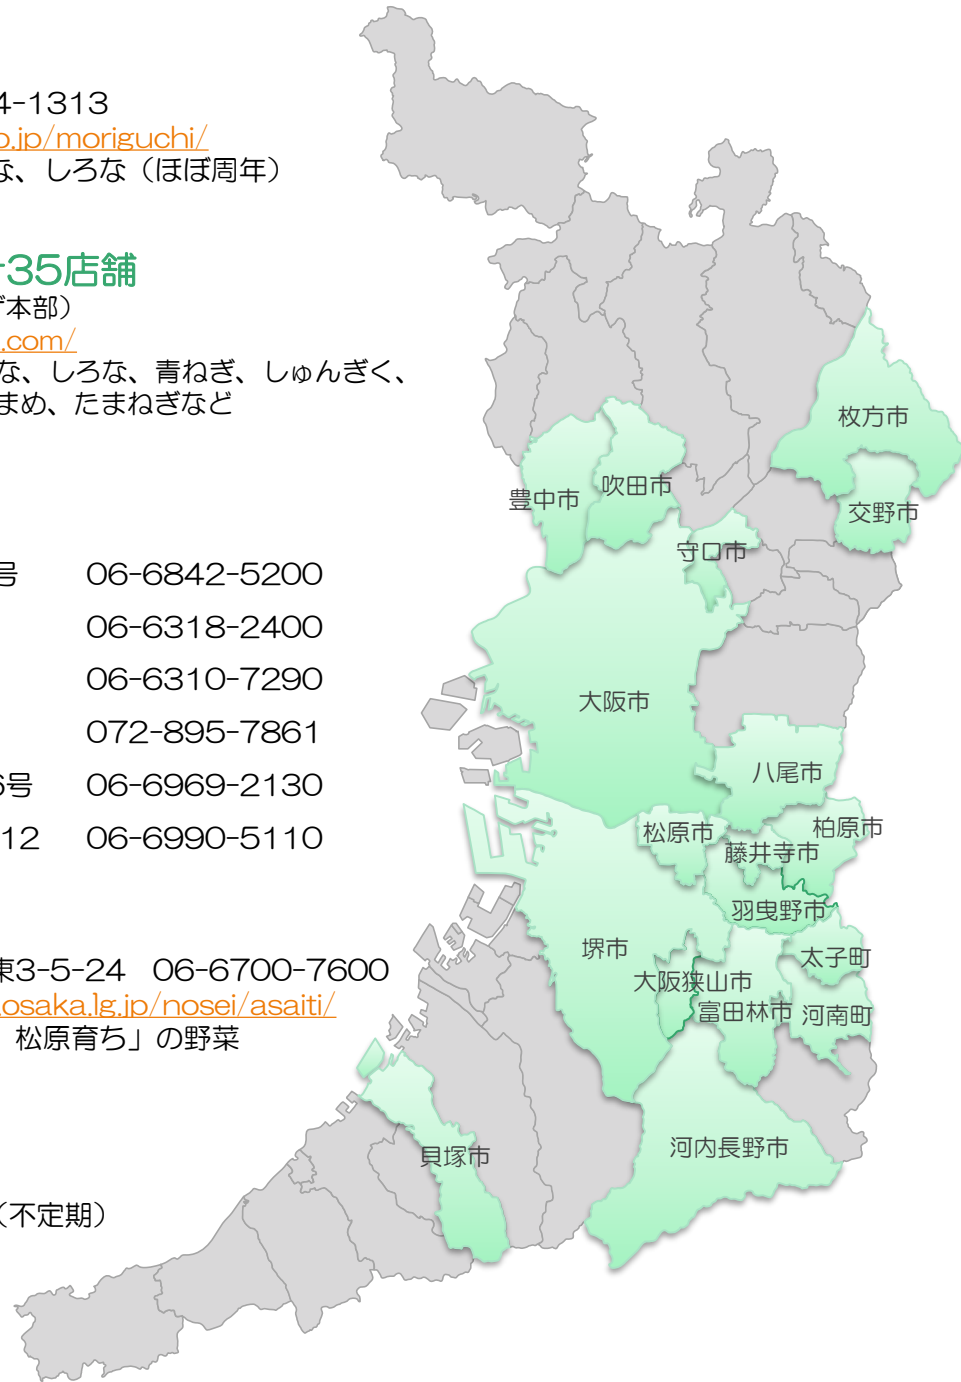 4-1313
o.jp/moriguchi/
な、しろな（ほぼ周年）
35店舗
本部）
.com/
な、しろな、青ねぎ、しゅんぎく、
まめ、たまねぎなど
号 06-6842-5200
06-6318-2400
06-6310-7290
072-895-7861
6号 06-6969-2130
12 06-6990-5110
東3-5-24 06-6700-7600
osaka.lg.jp/nosei/asaiti/
松原育ち」の野菜
（不定期）
枚方市
交野市
豊中市
吹田市
守口市
大阪市
八尾市
松原市
柏原市
藤井寺市
羽曳野市
堺市
太子町
大阪狭山市
富田林市
河南町
河内長野市
貝塚市